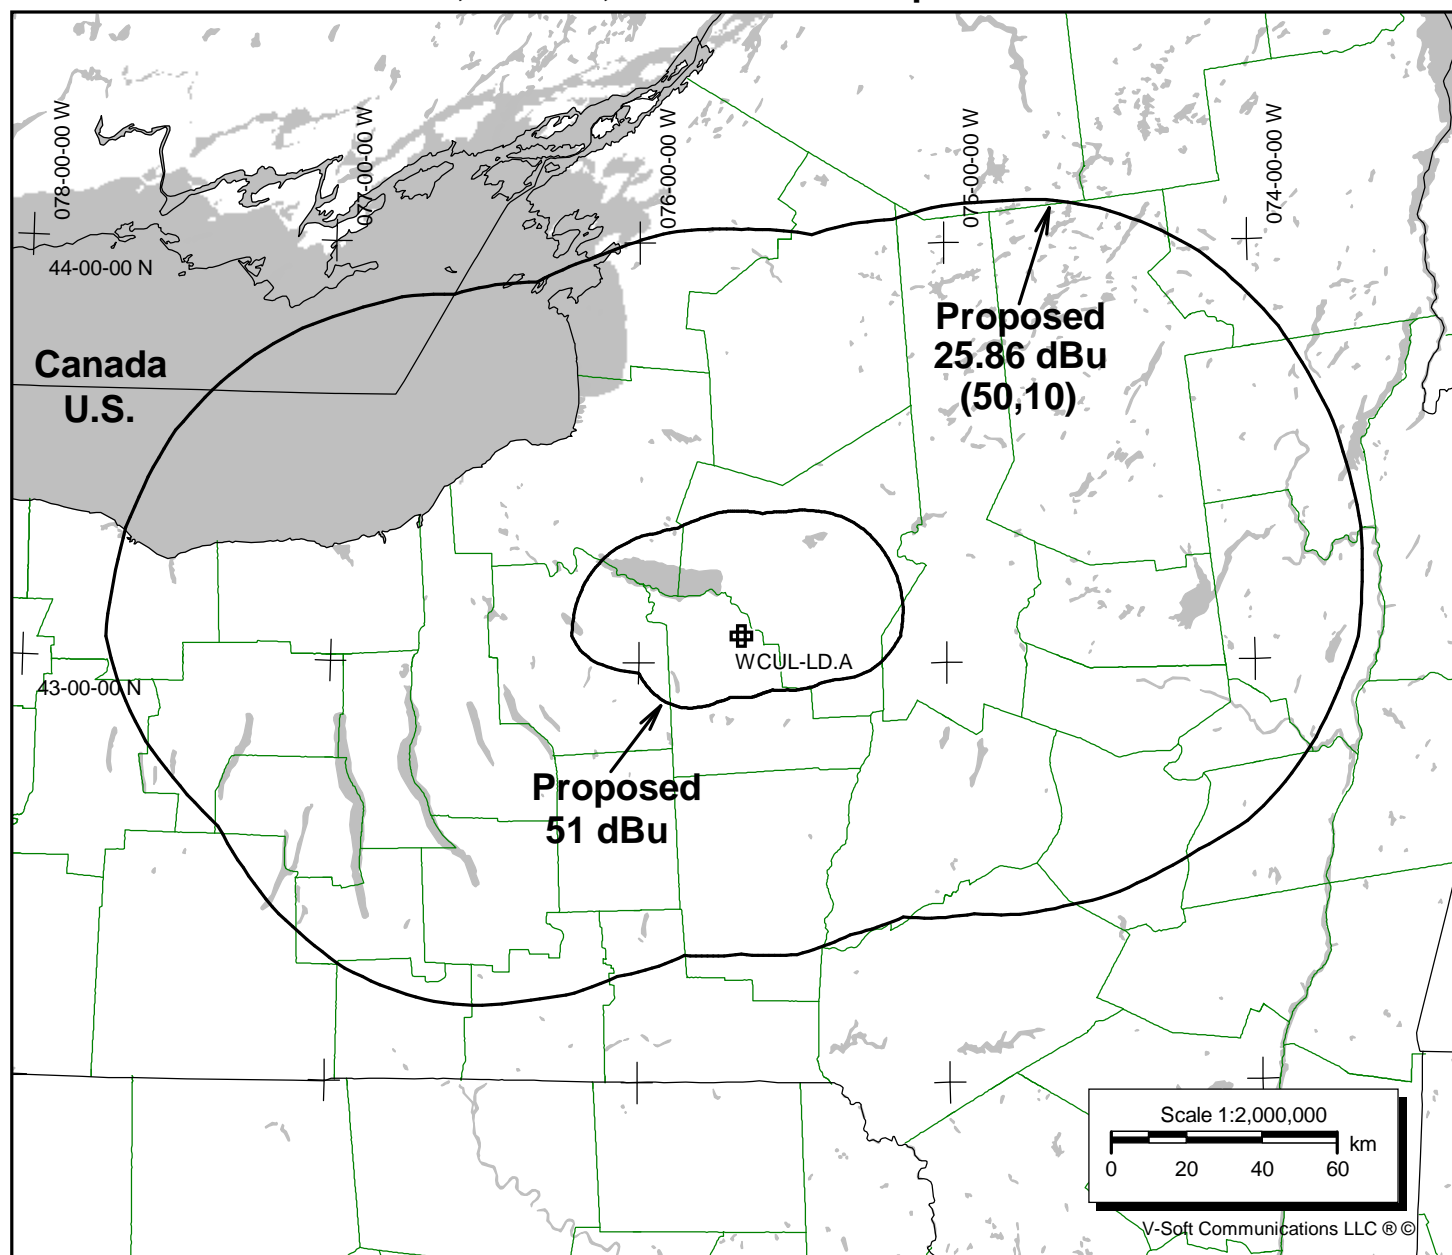 078-00-00 W
077-00-00 W
076-00-00 W
075-00-00 W
074-00-00 W
44-00-00 N
Canada
U.S.
Proposed
25.86 dBu
(50,10)
WCUL-LD.A
43-00-00 N
Proposed
51 dBu
Scale 1:2,000,000
km
0 20 40 60
V-Soft Communications LLC ® ©